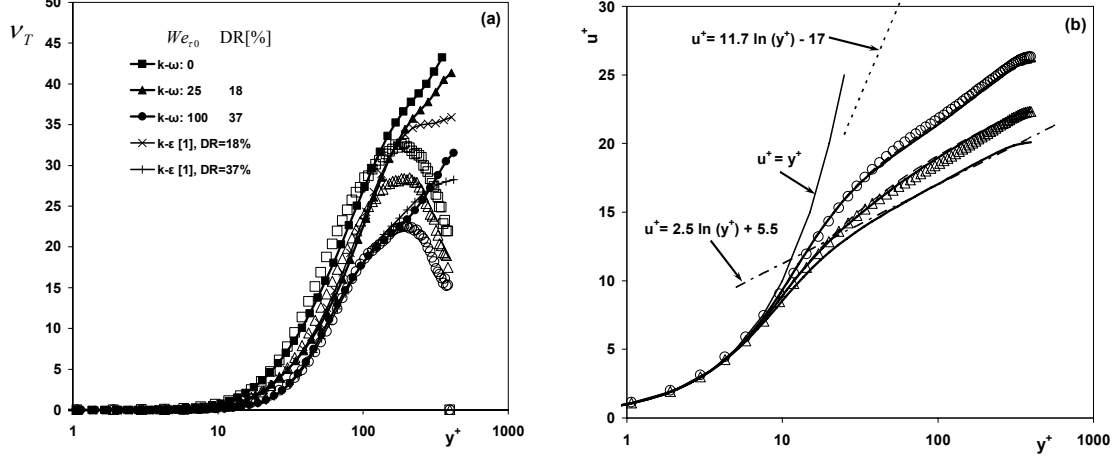 50
(a)
ν_T
We_τ0 DR[%]
45
k-ω: 0
40
k-ω: 25 18
35
k-ω: 100 37
k-ε [1], DR=18%
30
k-ε [1], DR=37%
25
20
15
10
5
0
1 10 100 y⁺ 1000
30
(b)
u⁺
u⁺= 11.7 ln (y⁺) - 17
25
20
u⁺= y⁺
15
u⁺= 2.5 ln (y⁺) + 5.5
10
5
0
1 10 100 y⁺ 1000